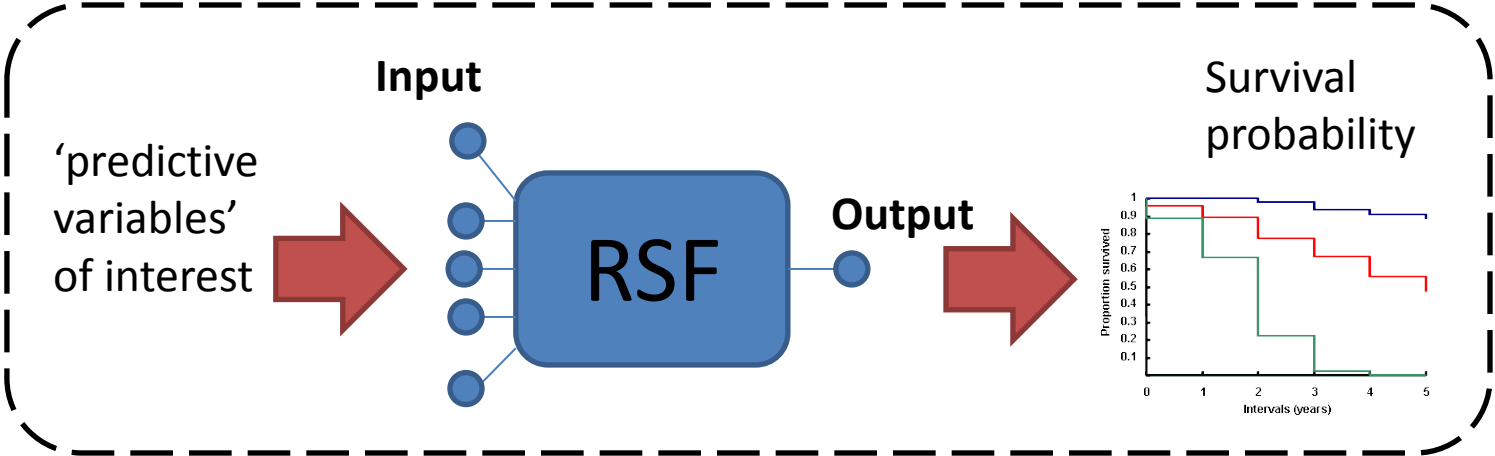 Input
‘predictive
variables’
of interest
RSF
Output
Survival
probability
1
0.9
0.8
0.7
0.6
0.5
0.4
0.3
0.2
0.1
Proportion survived
0 1 2 3 4 5
Intervals (years)